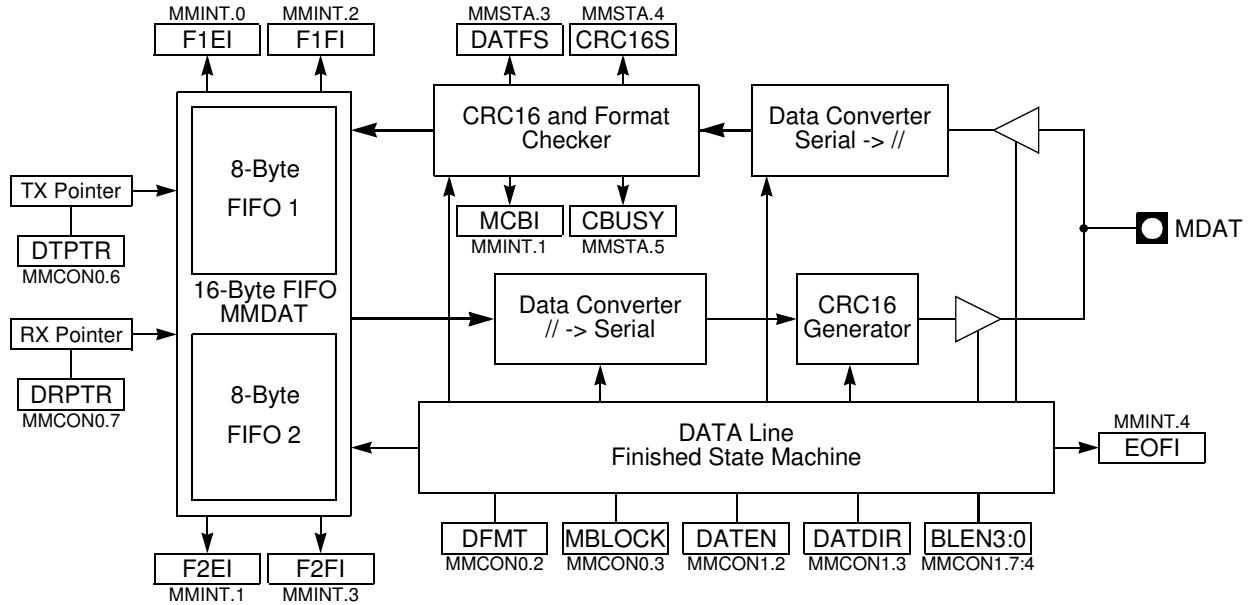 MMINT.0
MMINT.2
MMSTA.3
MMSTA.4
F1EI
F1FI
DATFS
CRC16S
8-Byte
FIFO 1
CRC16 and Format
Checker
Data Converter
Serial -> //
TX Pointer
DTPTR
MMCON0.6
MCBI
MMINT.1
CBUSY
MMSTA.5
MDAT
16-Byte FIFO
MMDAT
Data Converter
// -> Serial
CRC16
Generator
RX Pointer
DRPTR
MMCON0.7
8-Byte
FIFO 2
DATA Line
Finished State Machine
MMINT.4
EOFI
DFMT
MMCON0.2
MBLOCK
MMCON0.3
DATEN
MMCON1.2
DATDIR
MMCON1.3
BLEN3:0
MMCON1.7:4
F2EI
MMINT.1
F2FI
MMINT.3